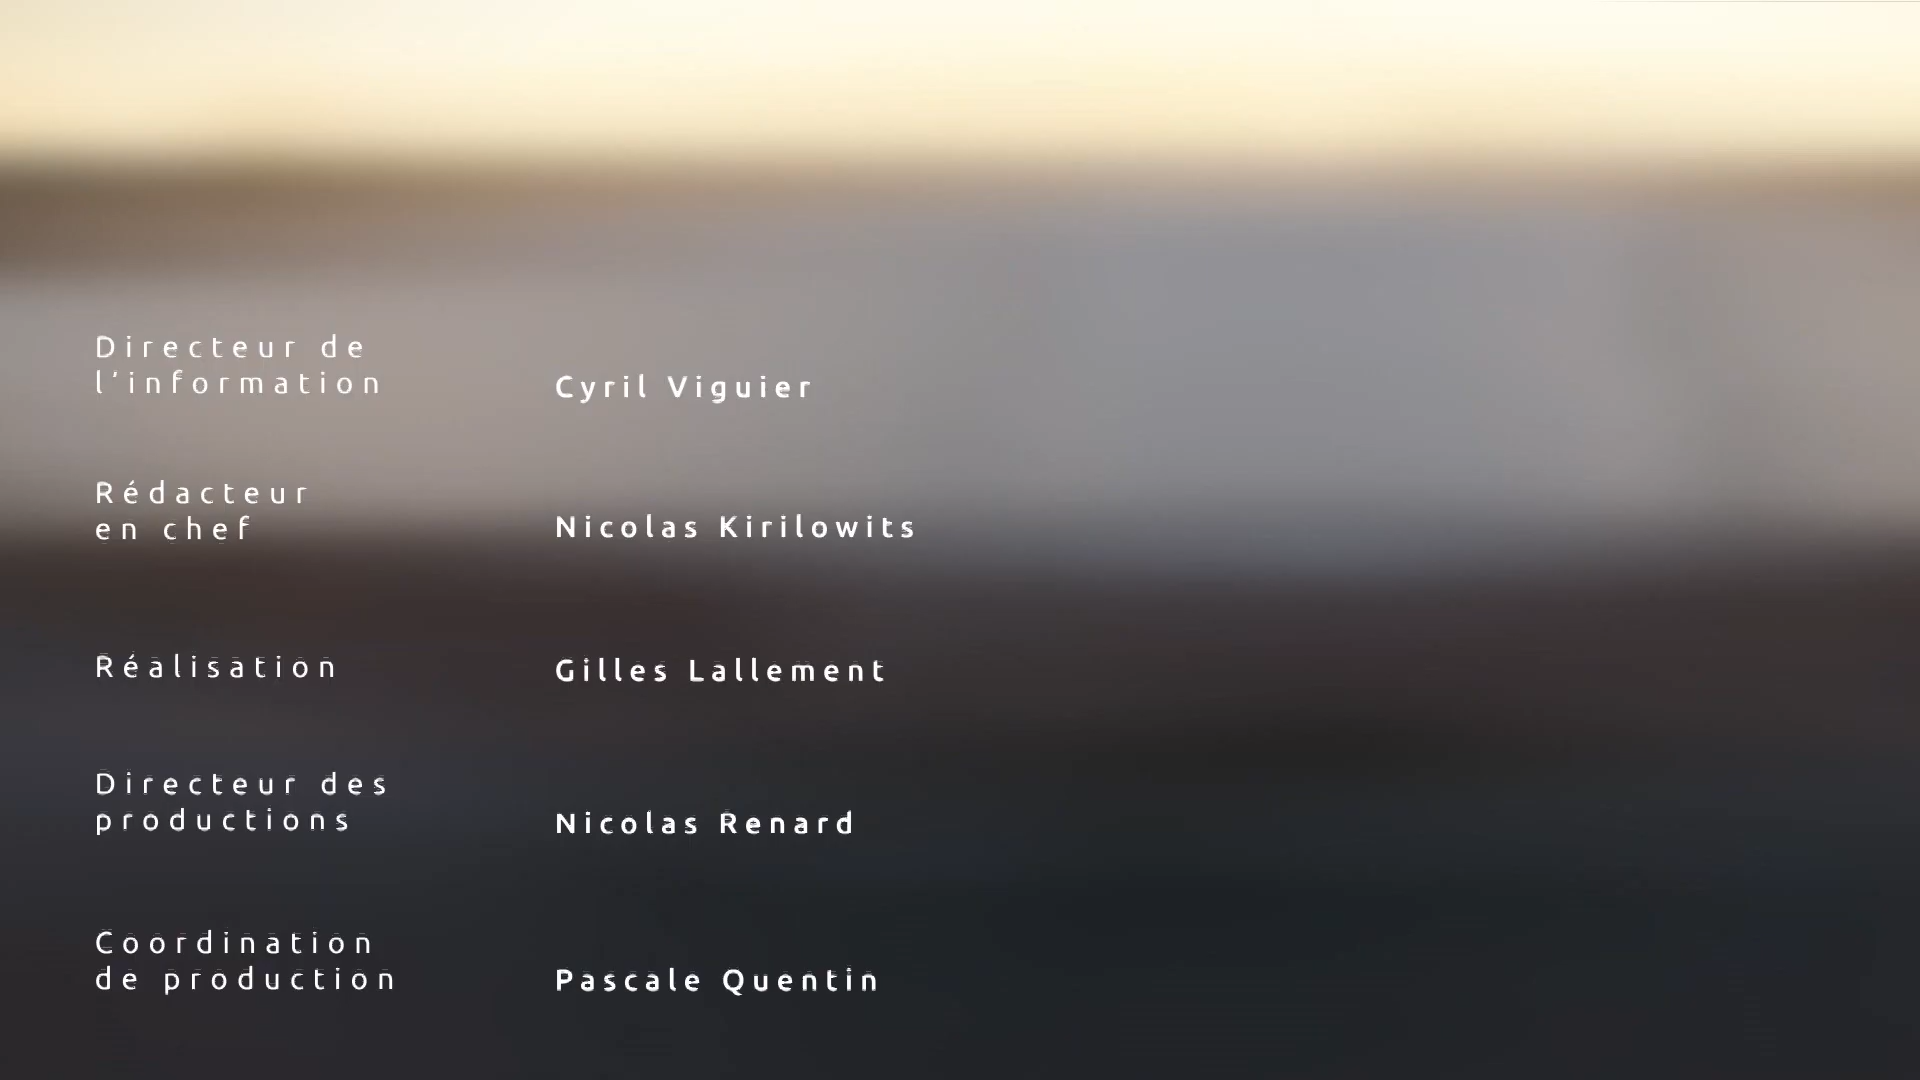 Directeur de
l'information
Cyril Viguier
Rédacteur
en chef
Nicolas Kirilowits
Réalisation
Gilles Lallement
Directeur des
productions
Nicolas Renard
Coordination
de production
Pascale Quentin